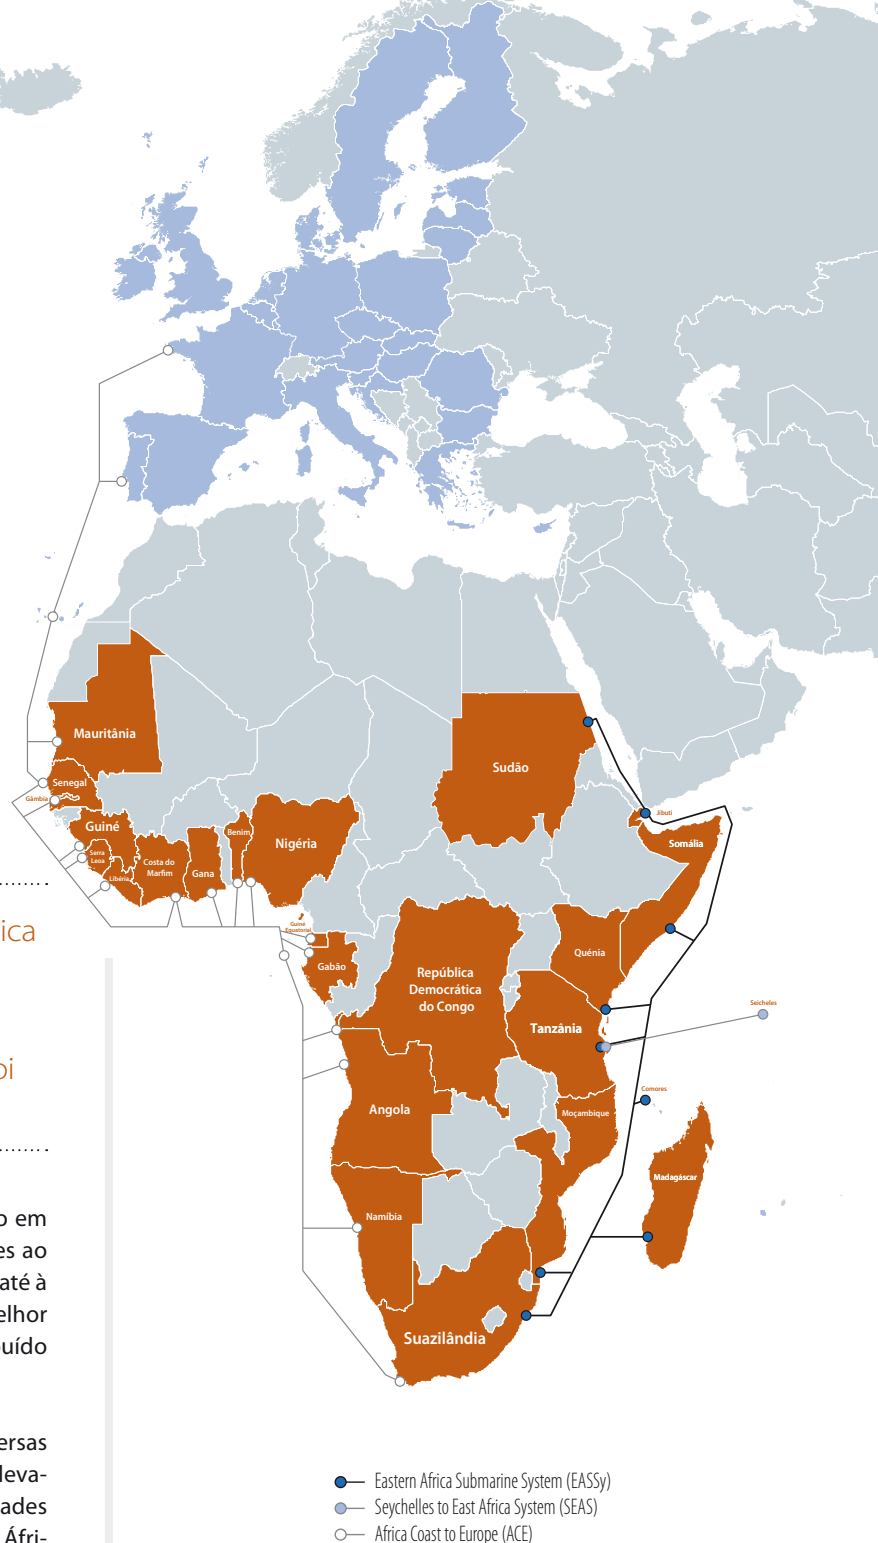 ica
oi
o em
es ao
até à
elhor
buído
ersas
leva-
ades
Áfri-
Mauritânia
Senegal
Gâmbia
Guiné
Serra
Leoa
Libéria
Costa do
Marfim
Gana
Benim
Nigéria
Guiné
Equatorial
Gabão
República
Democrática
do Congo
Sudão
Jibuti
Somália
Quénia
Tanzânia
Seicheles
Comores
Moçambique
Madagáscar
Angola
Namíbia
Suazilândia
Eastern Africa Submarine System (EASSy)
Seychelles to East Africa System (SEAS)
Africa Coast to Europe (ACE)